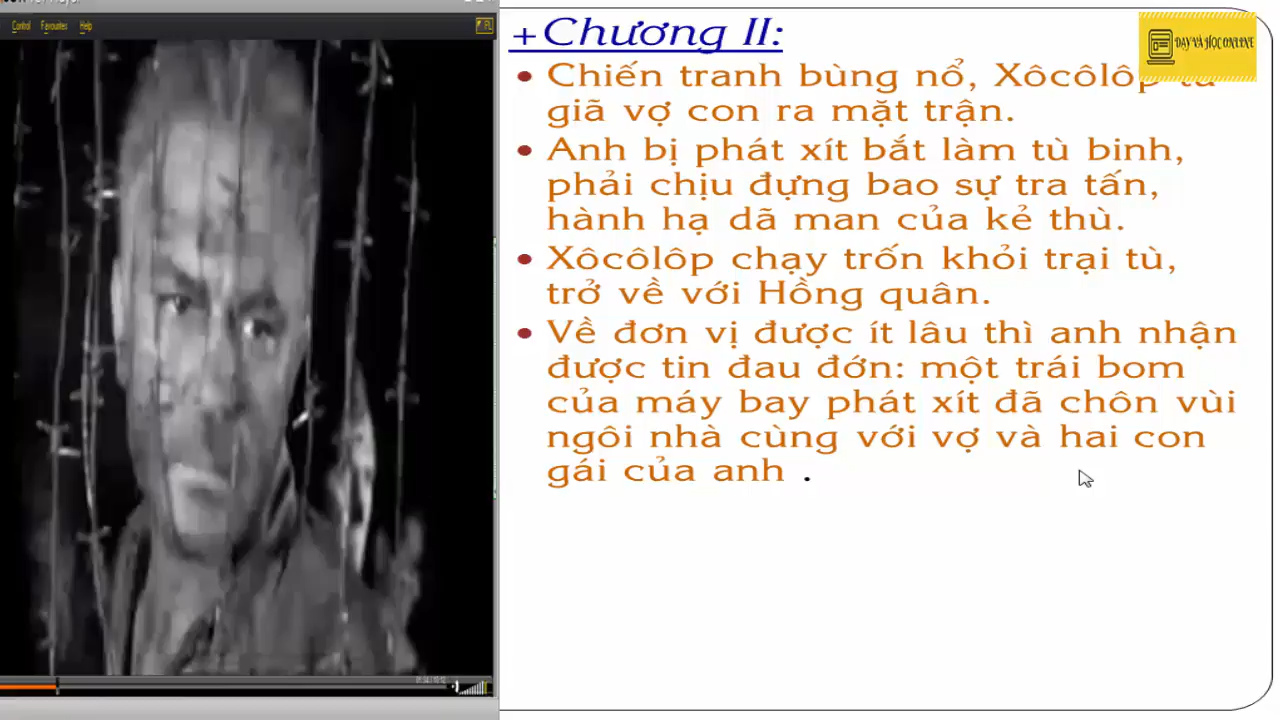 Control Favourites Help
+Chương II:
DẠY VÀ HỌC ONLINE
• Chiến tranh bùng nổ, Xôcôlôp từ
giã vợ con ra mặt trận.
• Anh bị phát xít bắt làm tù binh,
phải chịu đựng bao sự tra tấn,
hành hạ dã man của kẻ thù.
• Xôcôlôp chạy trốn khỏi trại tù,
trở về với Hồng quân.
• Về đơn vị được ít lâu thì anh nhận
được tin đau đớn: một trái bom
của máy bay phát xít đã chôn vùi
ngôi nhà cùng với vợ và hai con
gái của anh .